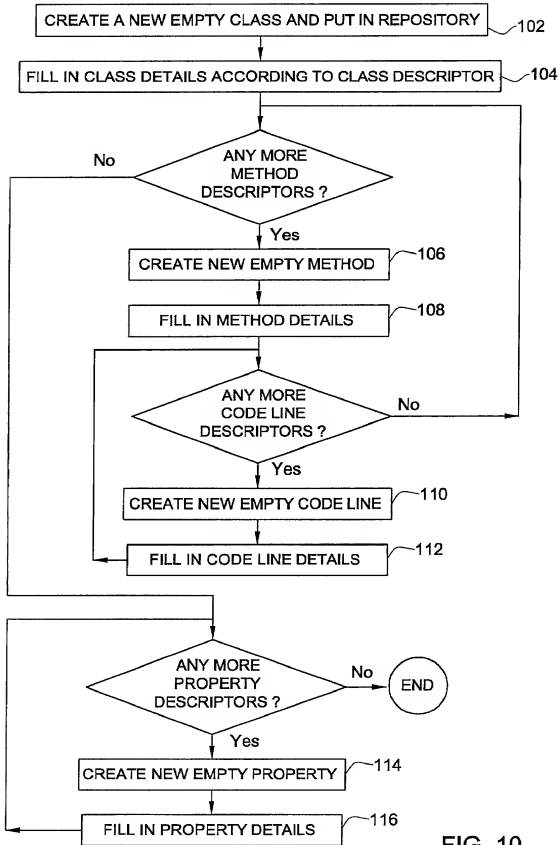 CREATE A NEW EMPTY CLASS AND PUT IN REPOSITORY
102
FILL IN CLASS DETAILS ACCORDING TO CLASS DESCRIPTOR
104
No
ANY MORE
METHOD
DESCRIPTORS ?
Yes
CREATE NEW EMPTY METHOD
106
FILL IN METHOD DETAILS
108
ANY MORE
CODE LINE
DESCRIPTORS ?
No
Yes
CREATE NEW EMPTY CODE LINE
110
FILL IN CODE LINE DETAILS
112
ANY MORE
PROPERTY
DESCRIPTORS ?
No
END
Yes
CREATE NEW EMPTY PROPERTY
114
FILL IN PROPERTY DETAILS
116
FIG. 10